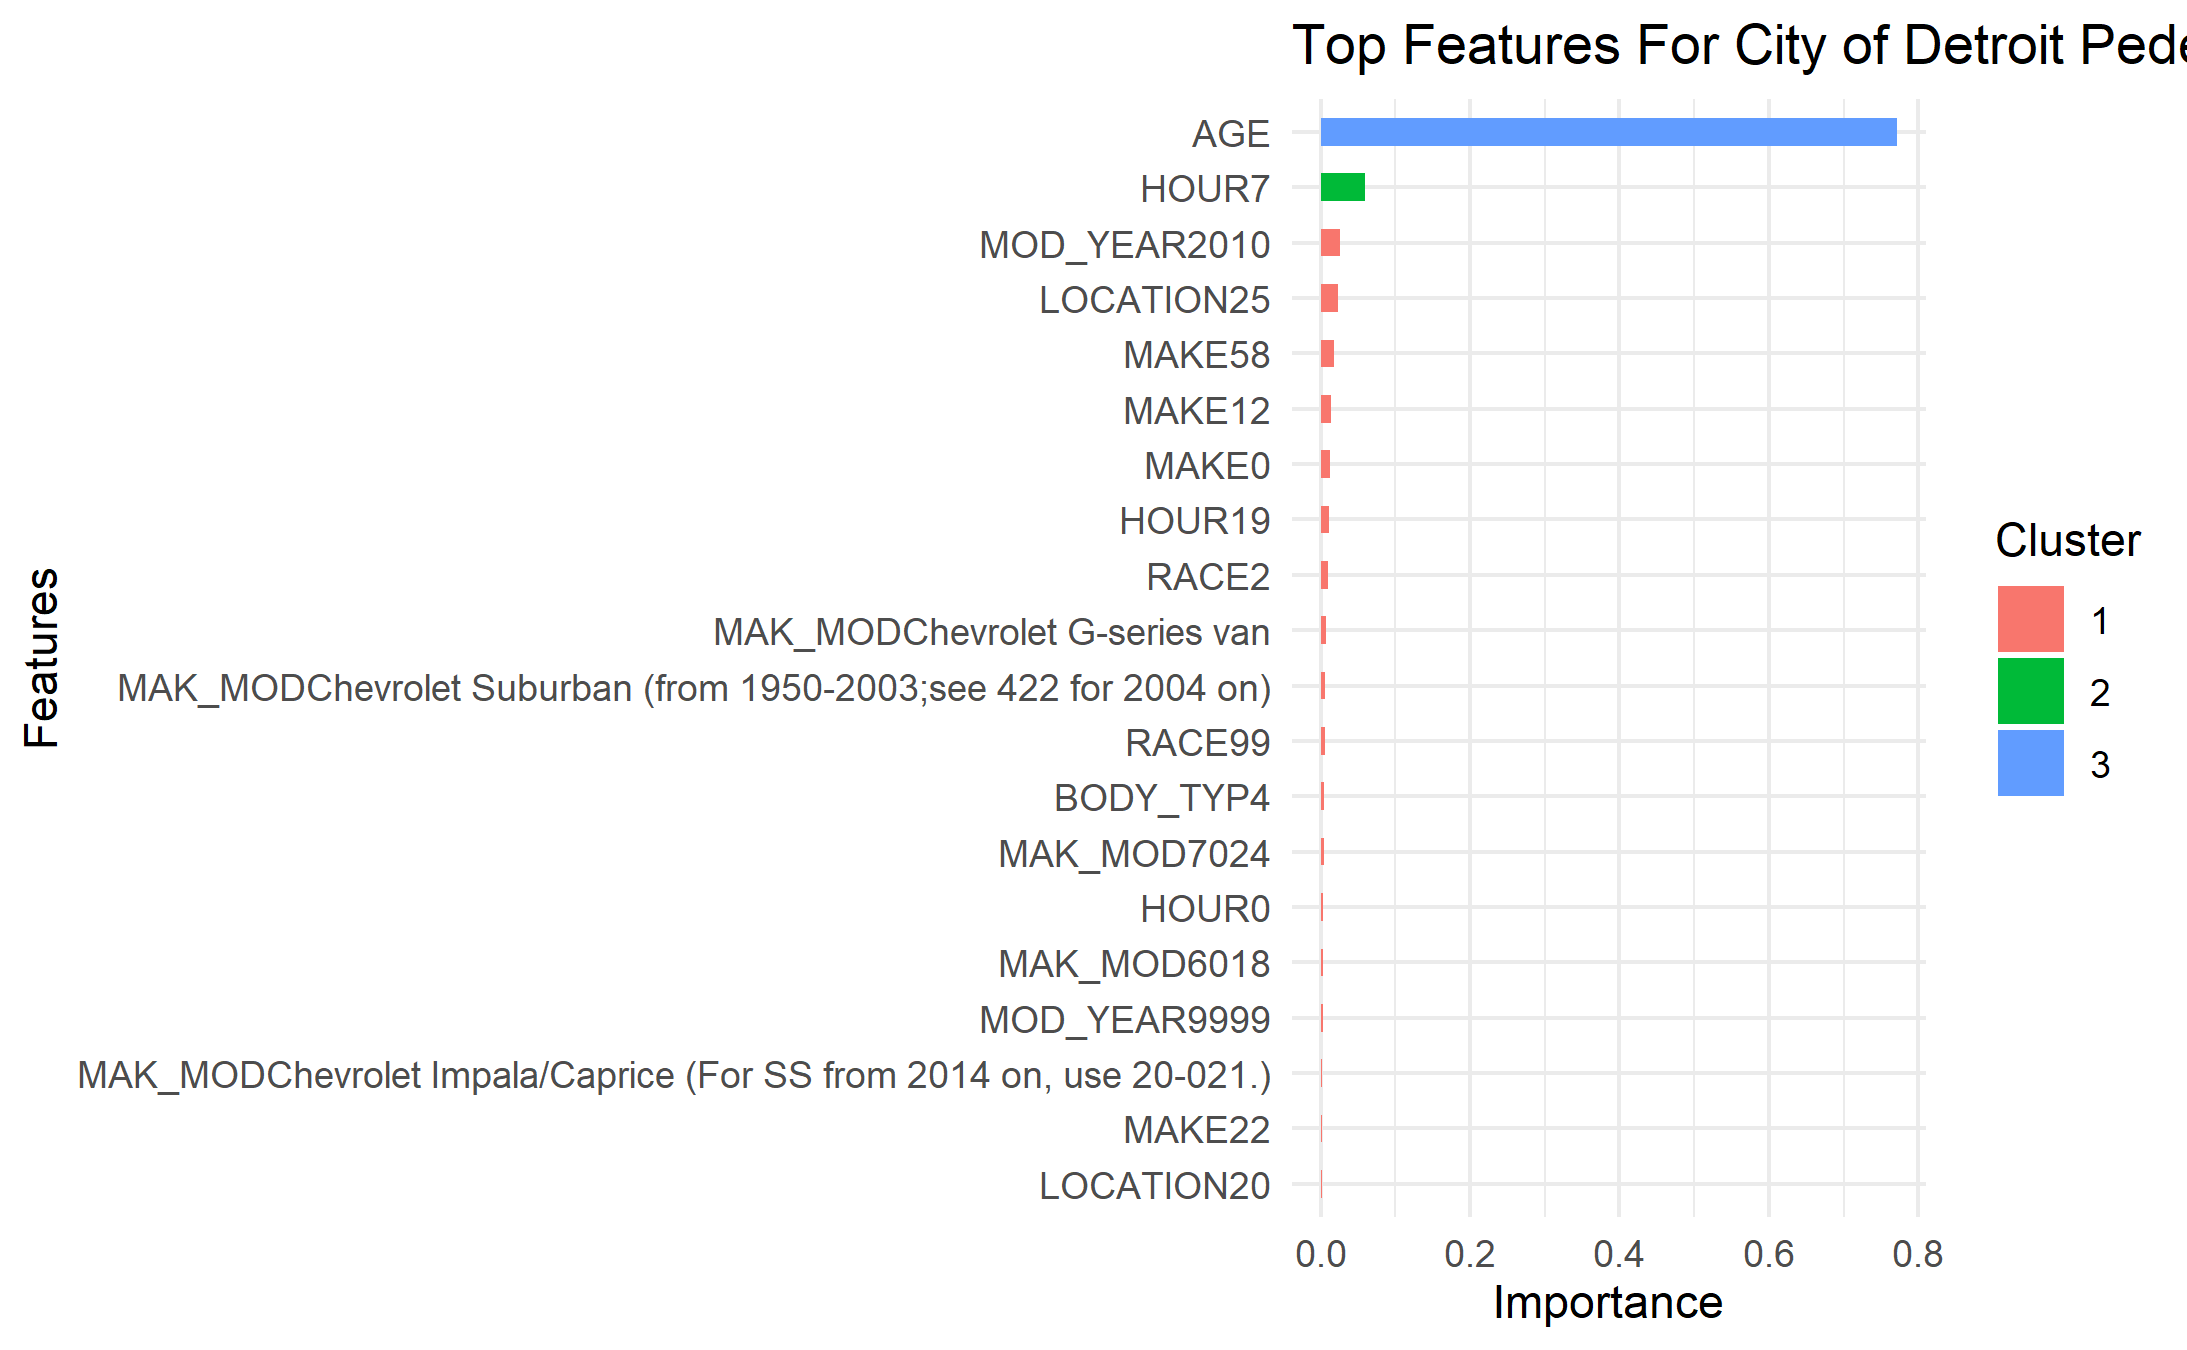 Top Features For City of Detroit Pede
AGE
HOUR7
MOD_YEAR2010
LOCATION25
MAKE58
MAKE12
MAKE0
HOUR19
RACE2
MAK_MODChevrolet G-series van
MAK_MODChevrolet Suburban (from 1950-2003;see 422 for 2004 on)
RACE99
BODY_TYP4
MAK_MOD7024
HOUR0
MAK_MOD6018
MOD_YEAR9999
MAK_MODChevrolet Impala/Caprice (For SS from 2014 on, use 20-021.)
MAKE22
LOCATION20
Features
0.0 0.2 0.4 0.6 0.8
Importance
Cluster
1
2
3